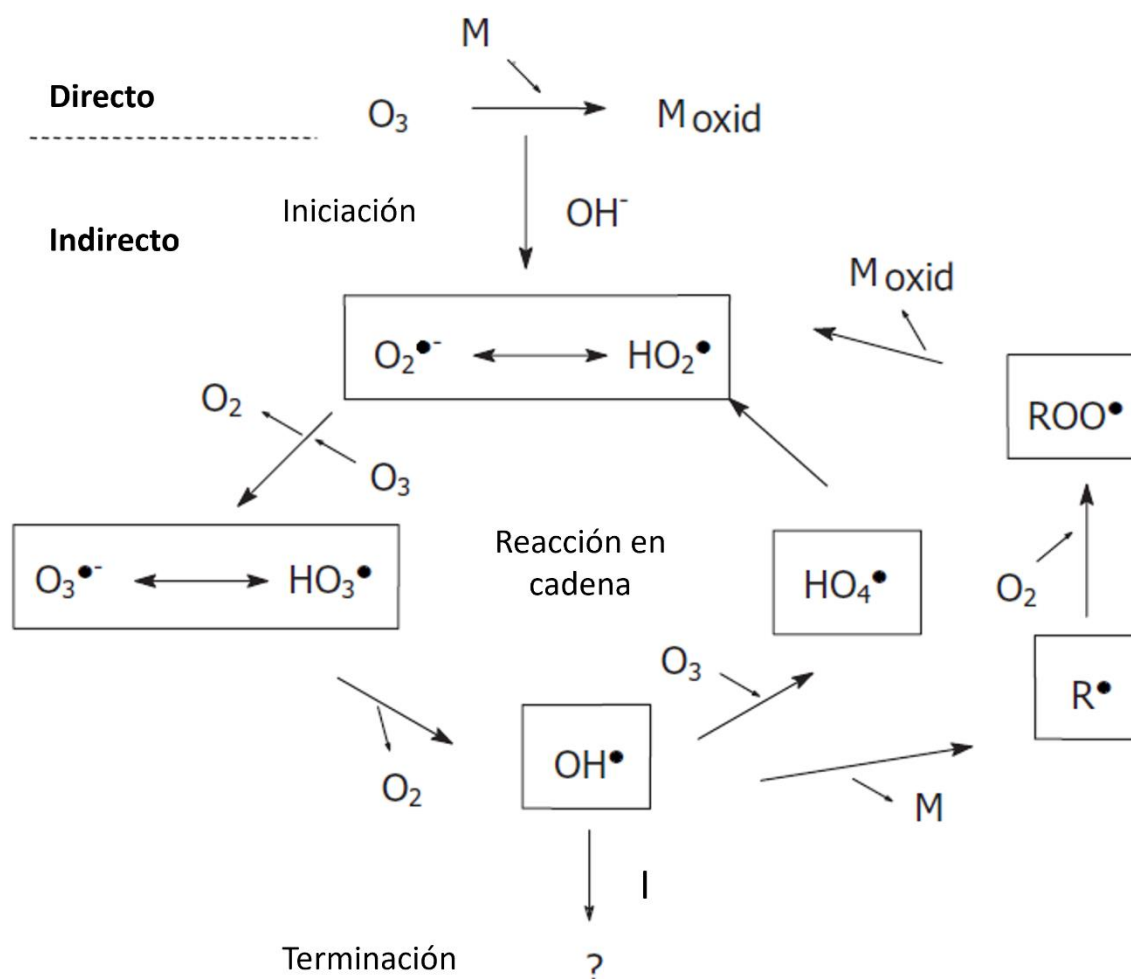 M
Directo
O₃
M oxid
Iniciación
OH⁻
Indirecto
M oxid
O₂●⁻
HO₂●
O₂
O₃
ROO●
Reacción en
cadena
O₃●⁻
HO₃●
HO₄●
O₂
O₃
R●
OH●
O₂
M
I
Terminación
?